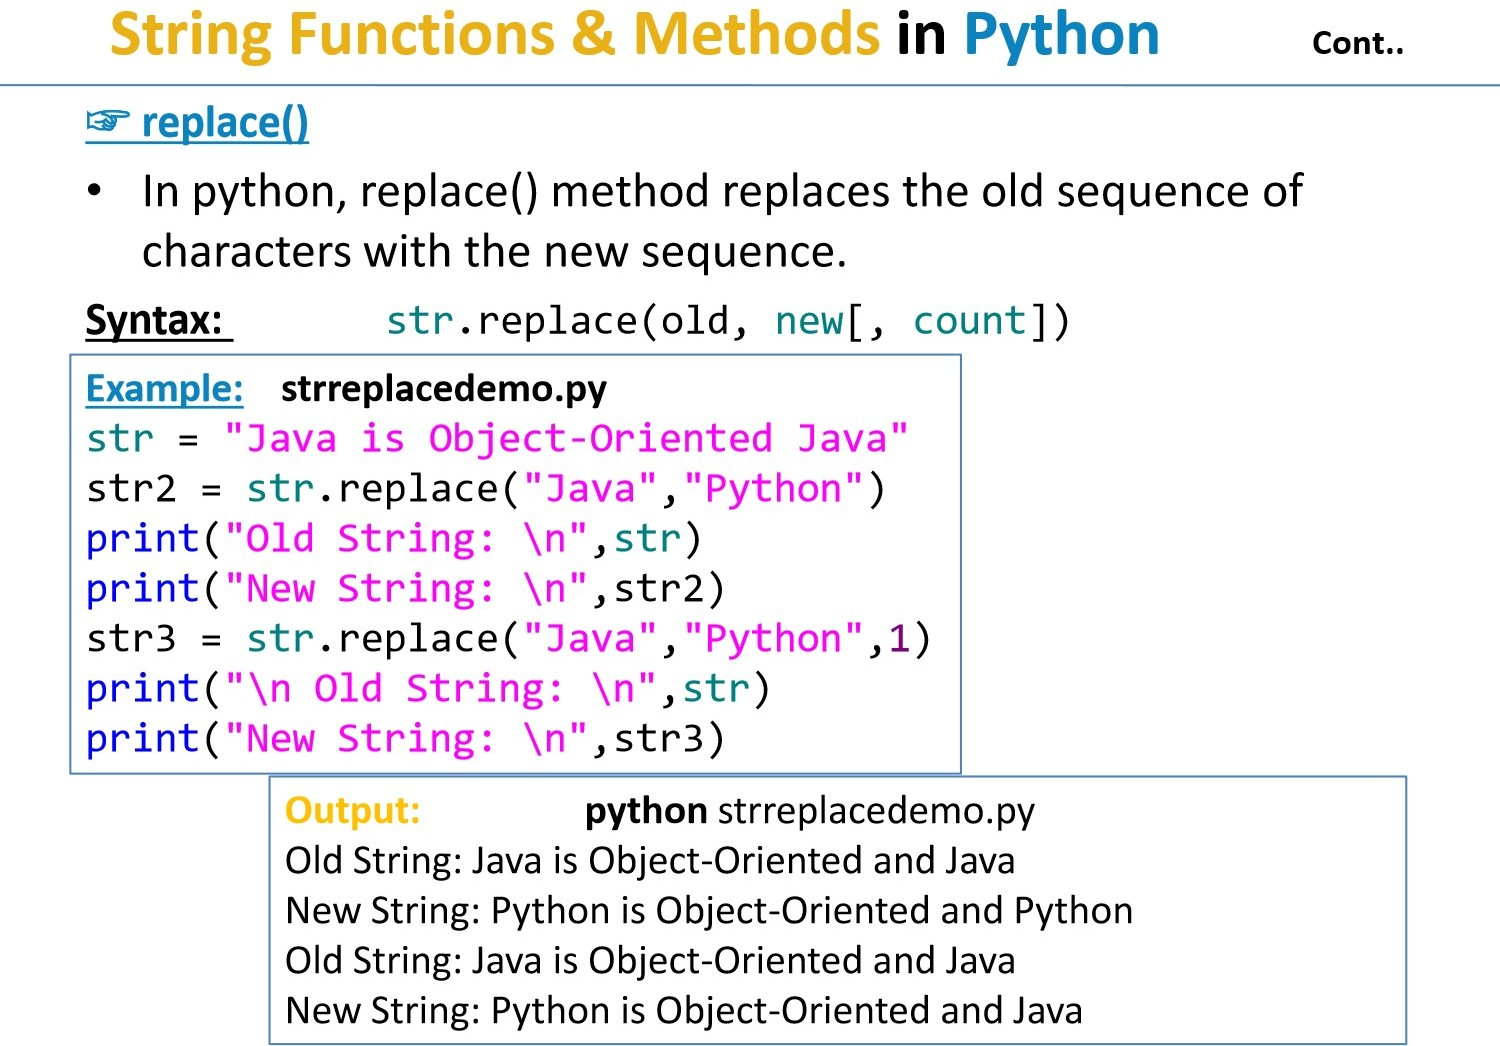 String Functions & Methods in Python Cont..
☞ replace()
• In python, replace() method replaces the old sequence of
characters with the new sequence.
Syntax: str.replace(old, new[, count])
Example: strreplacedemo.py
str = "Java is Object-Oriented Java"
str2 = str.replace("Java","Python")
print("Old String: \n",str)
print("New String: \n",str2)
str3 = str.replace("Java","Python",1)
print("\n Old String: \n",str)
print("New String: \n",str3)
Output: python strreplacedemo.py
Old String: Java is Object-Oriented and Java
New String: Python is Object-Oriented and Python
Old String: Java is Object-Oriented and Java
New String: Python is Object-Oriented and Java